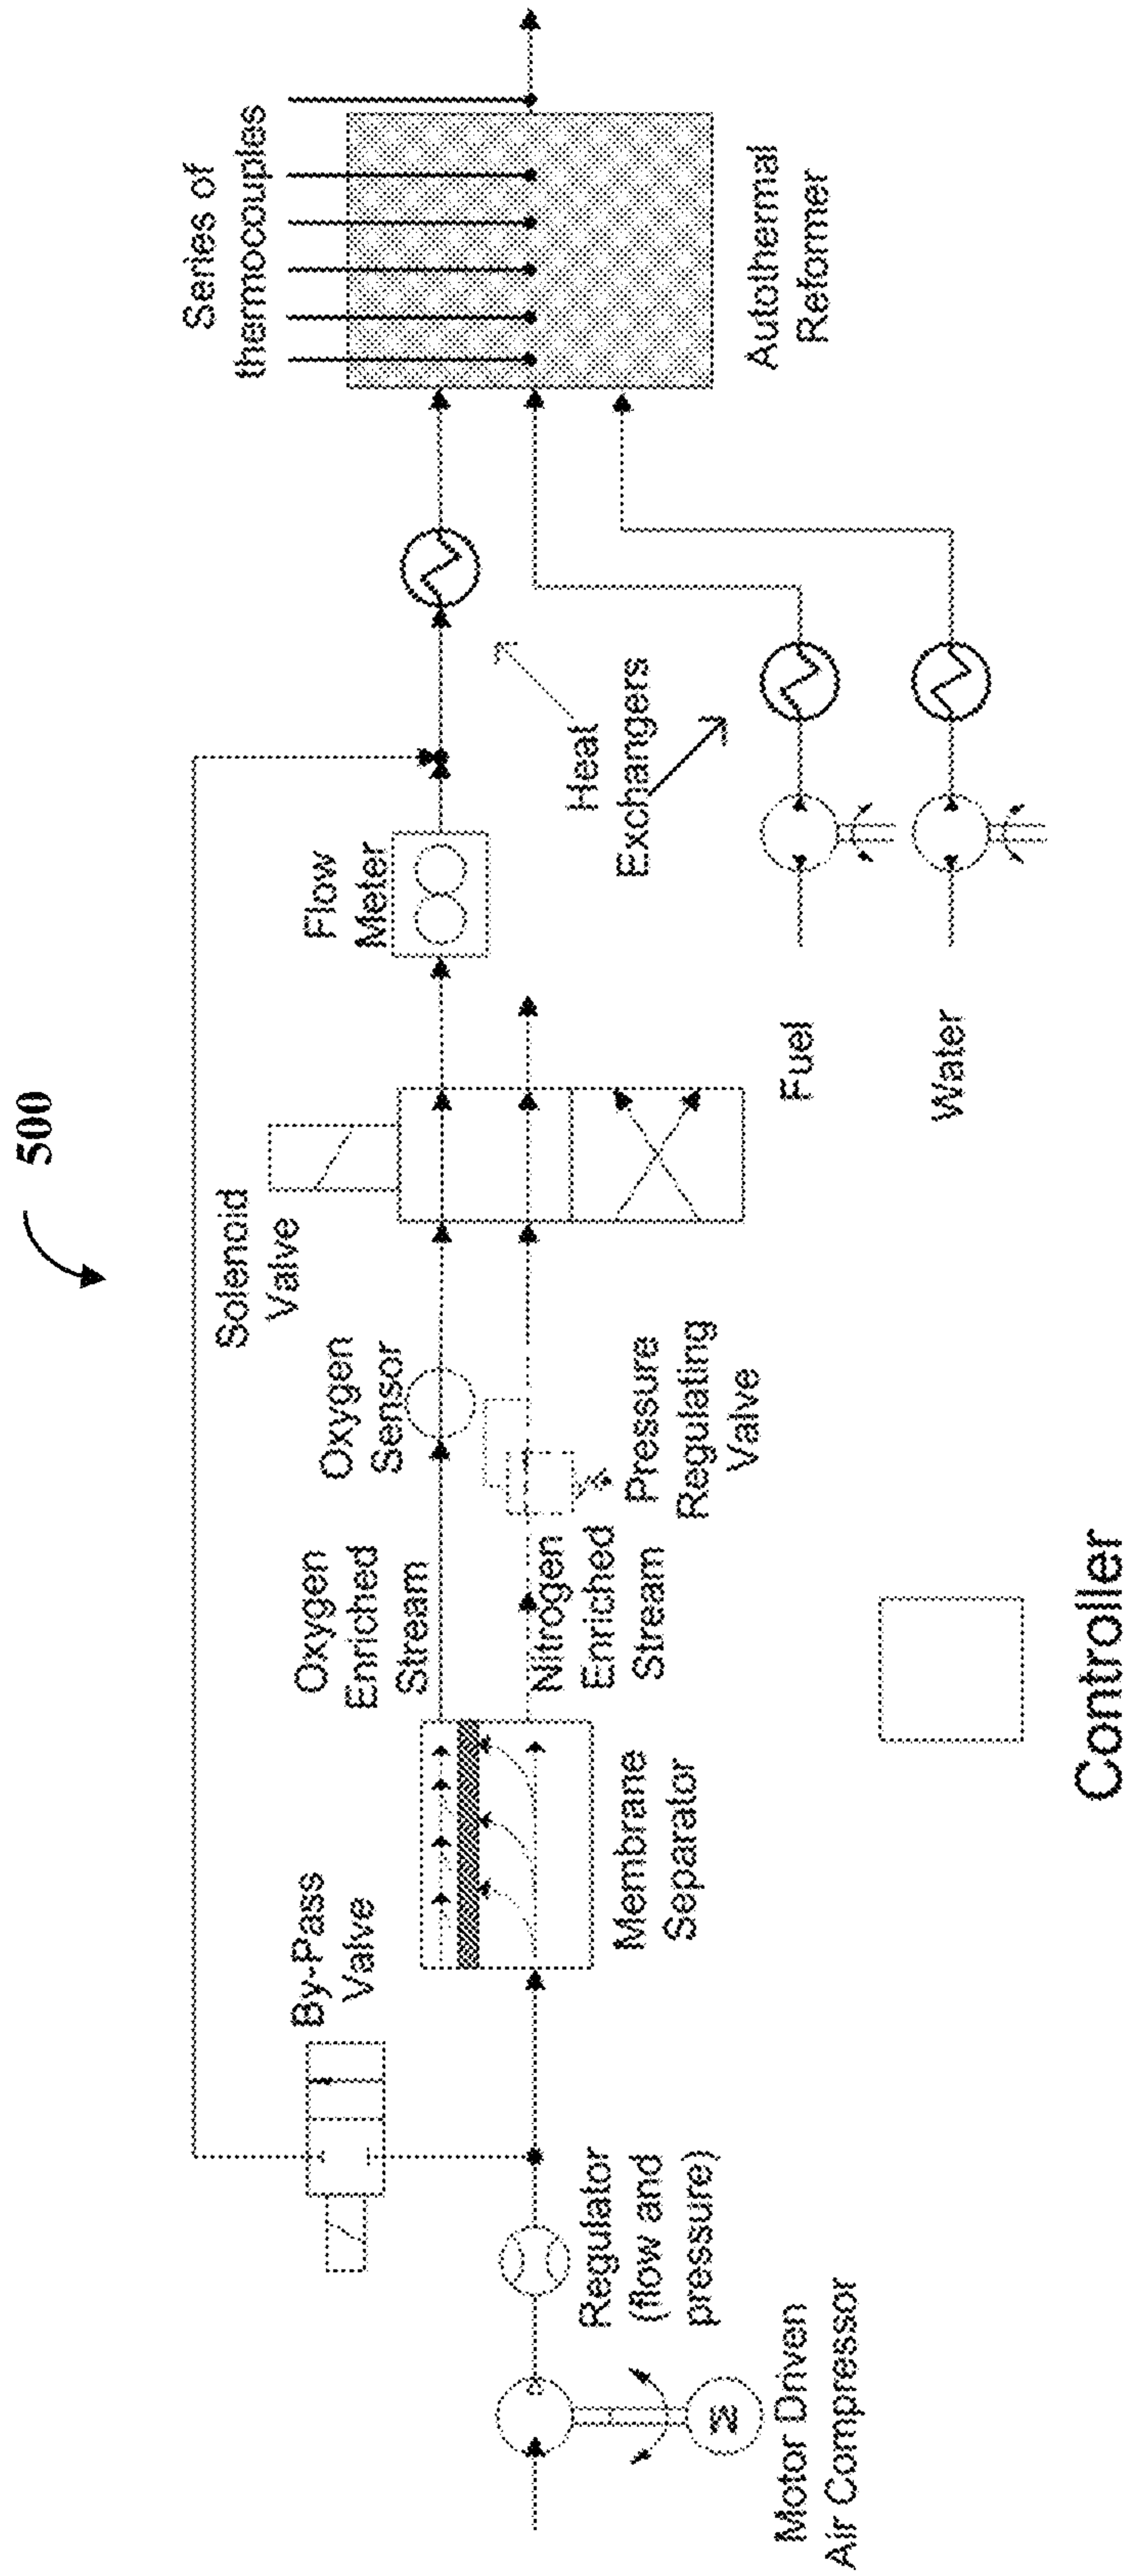 500
Series of
thermocouples
Autothermal
Reformer
Flow
Meter
Heat
Exchangers
Fuel
Water
Solenoid
Valve
Oxygen
Sensor
Pressure
Regulating
Valve
Oxygen
Enriched
Stream
Nitrogen
Enriched
Stream
By-Pass
Valve
Membrane
Separator
Regulator
(flow and
pressure)
M
Motor Driven
Air Compressor
Controller